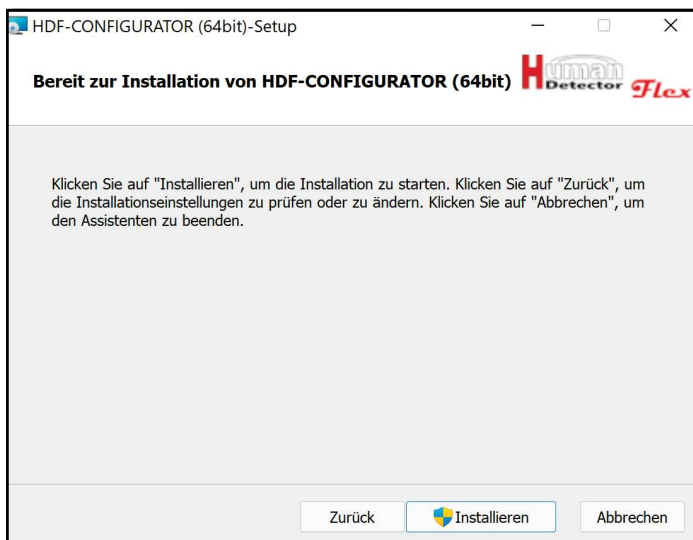 HDF-CONFIGURATOR (64bit)-Setup
Bereit zur Installation von HDF-CONFIGURATOR (64bit)
Human
Detector Flex
Klicken Sie auf "Installieren", um die Installation zu starten. Klicken Sie auf "Zurück", um
die Installationseinstellungen zu prüfen oder zu ändern. Klicken Sie auf "Abbrechen", um
den Assistenten zu beenden.
Zurück Installieren Abbrechen